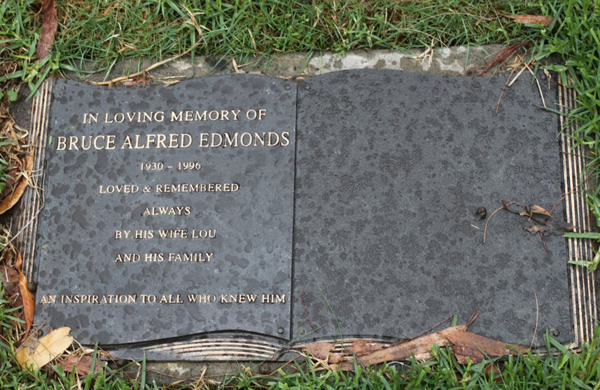 IN LOVING MEMORY OF
BRUCE ALFRED EDMONDS
1930 - 1996
LOVED & REMEMBERED
ALWAYS
BY HIS WIFE LOU
AND HIS FAMILY
AN INSPIRATION TO ALL WHO KNEW HIM